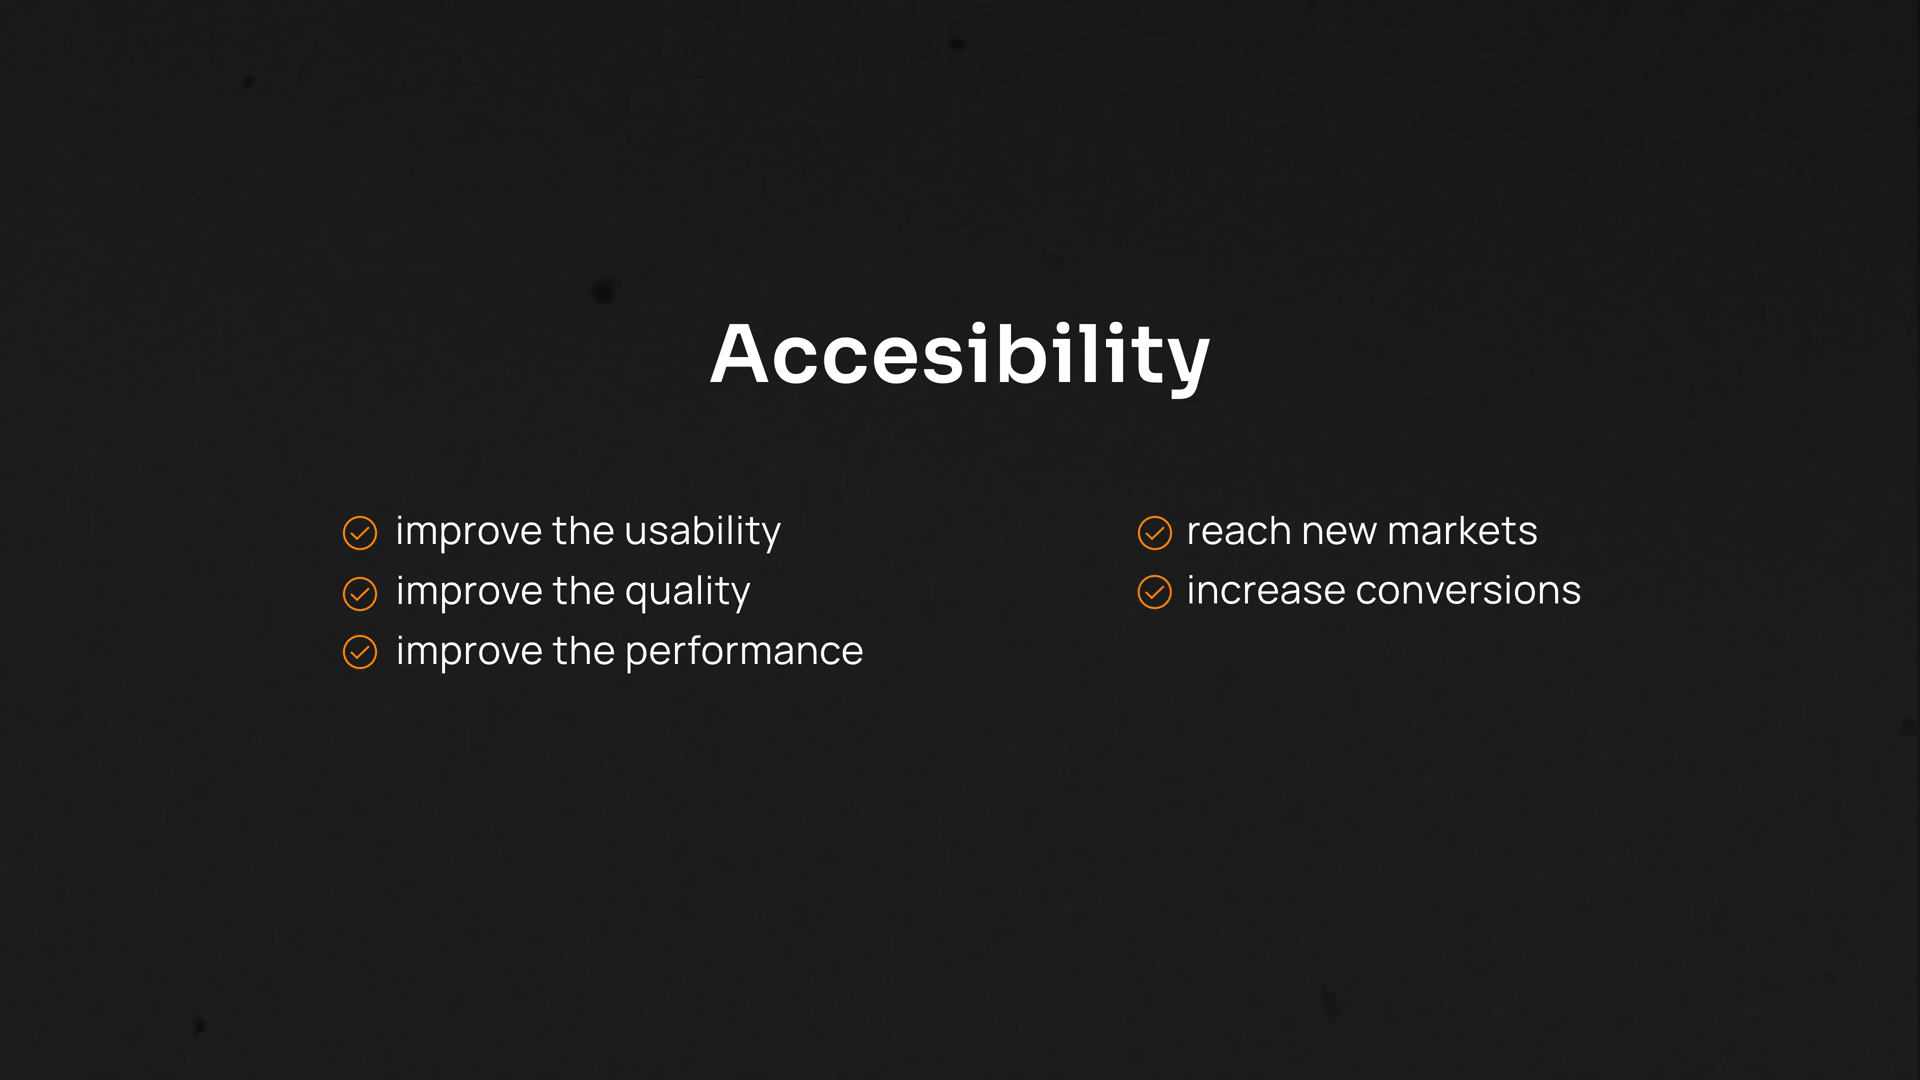 Accesibility
improve the usability
improve the quality
improve the performance
reach new markets
increase conversions